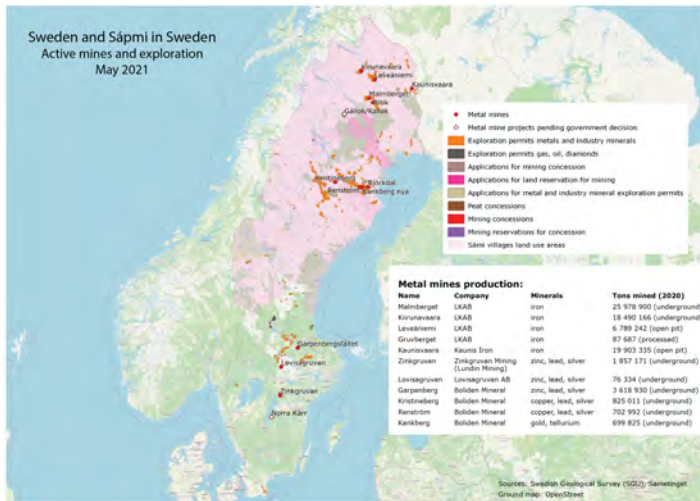 Sweden and Sápmi in Sweden
Active mines and exploration
May 2021
Kiirunavaara
Leveäniemi
Kaunisvaara
Malmberget
Gállok/Kallok
Björkdal
Renström
Kankberg nya
Garpenbergsfältet
Lovisagruvan
Zinkgruvan
Norra Kärr
Metal mines
Metal mine projects pending government decision
Exploration permits metals and industry minerals
Exploration permits gas, oil, diamonds
Applications for mining concession
Applications for land reservation for mining
Applications for metal and industry mineral exploration permits
Peat concessions
Mining concessions
Mining reservations for concession
Sámi villages land use areas
Metal mines production:
Name Company Minerals Tons mined (2020)
Malmberget LKAB iron 25 978 900 (underground)
Kiirunavaara LKAB iron 18 490 166 (underground)
Leveäniemi LKAB iron 6 789 242 (open pit)
Gruvberget LKAB iron 87 687 (processed)
Kaunisvaara Kaunis Iron iron 19 903 335 (open pit)
Zinkgruvan Zinkgruvan Mining (Lundin Mining) zinc, lead, silver 1 857 171 (underground)
Lovisagruvan Lovisagruvan AB zinc, lead, silver 76 334 (underground)
Garpenberg Boliden Mineral zinc, lead, silver 3 618 930 (underground)
Kristineberg Boliden Mineral copper, lead, silver 825 011 (underground)
Renström Boliden Mineral copper, lead, silver 702 992 (underground)
Kankberg Boliden Mineral gold, tellurium 699 825 (underground)
Sources: Swedish Geological Survey (SGU), Sametinget
Ground map: OpenStreet